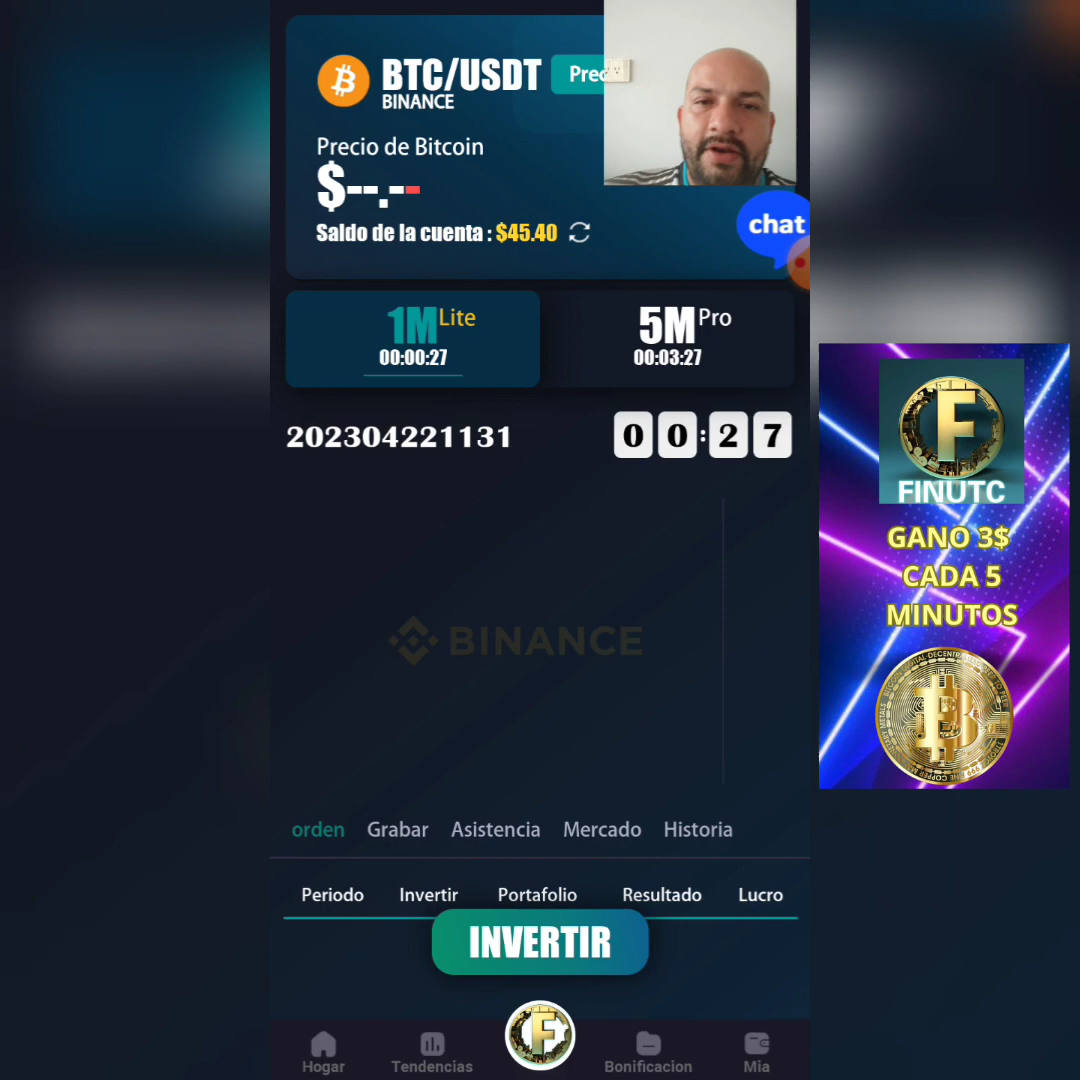 BTC/USDT
BINANCE
Precio de Bitcoin
$--.--
Saldo de la cuenta : $45.40
chat
1M Lite
00:00:27
5M Pro
00:03:27
202304221131
00:27
BINANCE
FINUTC
GANO 3$
CADA 5
MINUTOS
orden Grabar Asistencia Mercado Historia
Periodo Invertir Portafolio Resultado Lucro
INVERTIR
Hogar Tendencias Bonificacion Mia